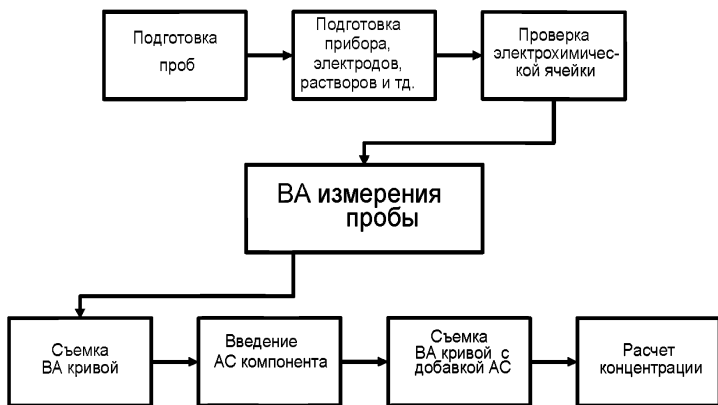 Подготовка
проб
Подготовка
прибора,
электродов,
растворов и тд.
Проверка
электрохимичес-
кой ячейки
ВА измерения
пробы
Съемка
ВА кривой
Введение
АС компонента
Съемка
ВА кривой с
добавкой АС
Расчет
концентрации